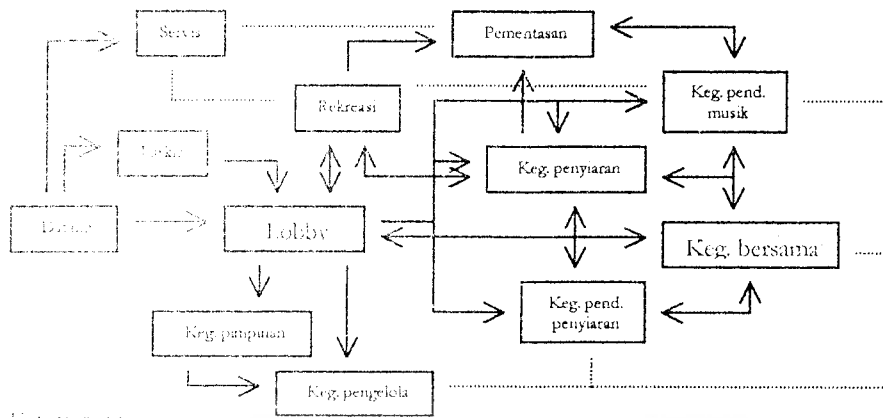 Servis
Pementasan
Rekreasi
Keg. pend.
musik
Parkir
Keg. penyiaran
Datang
Lobby
Keg. bersama
Keg. pend.
penyiaran
Keg. pimpinan
Keg. pengelola